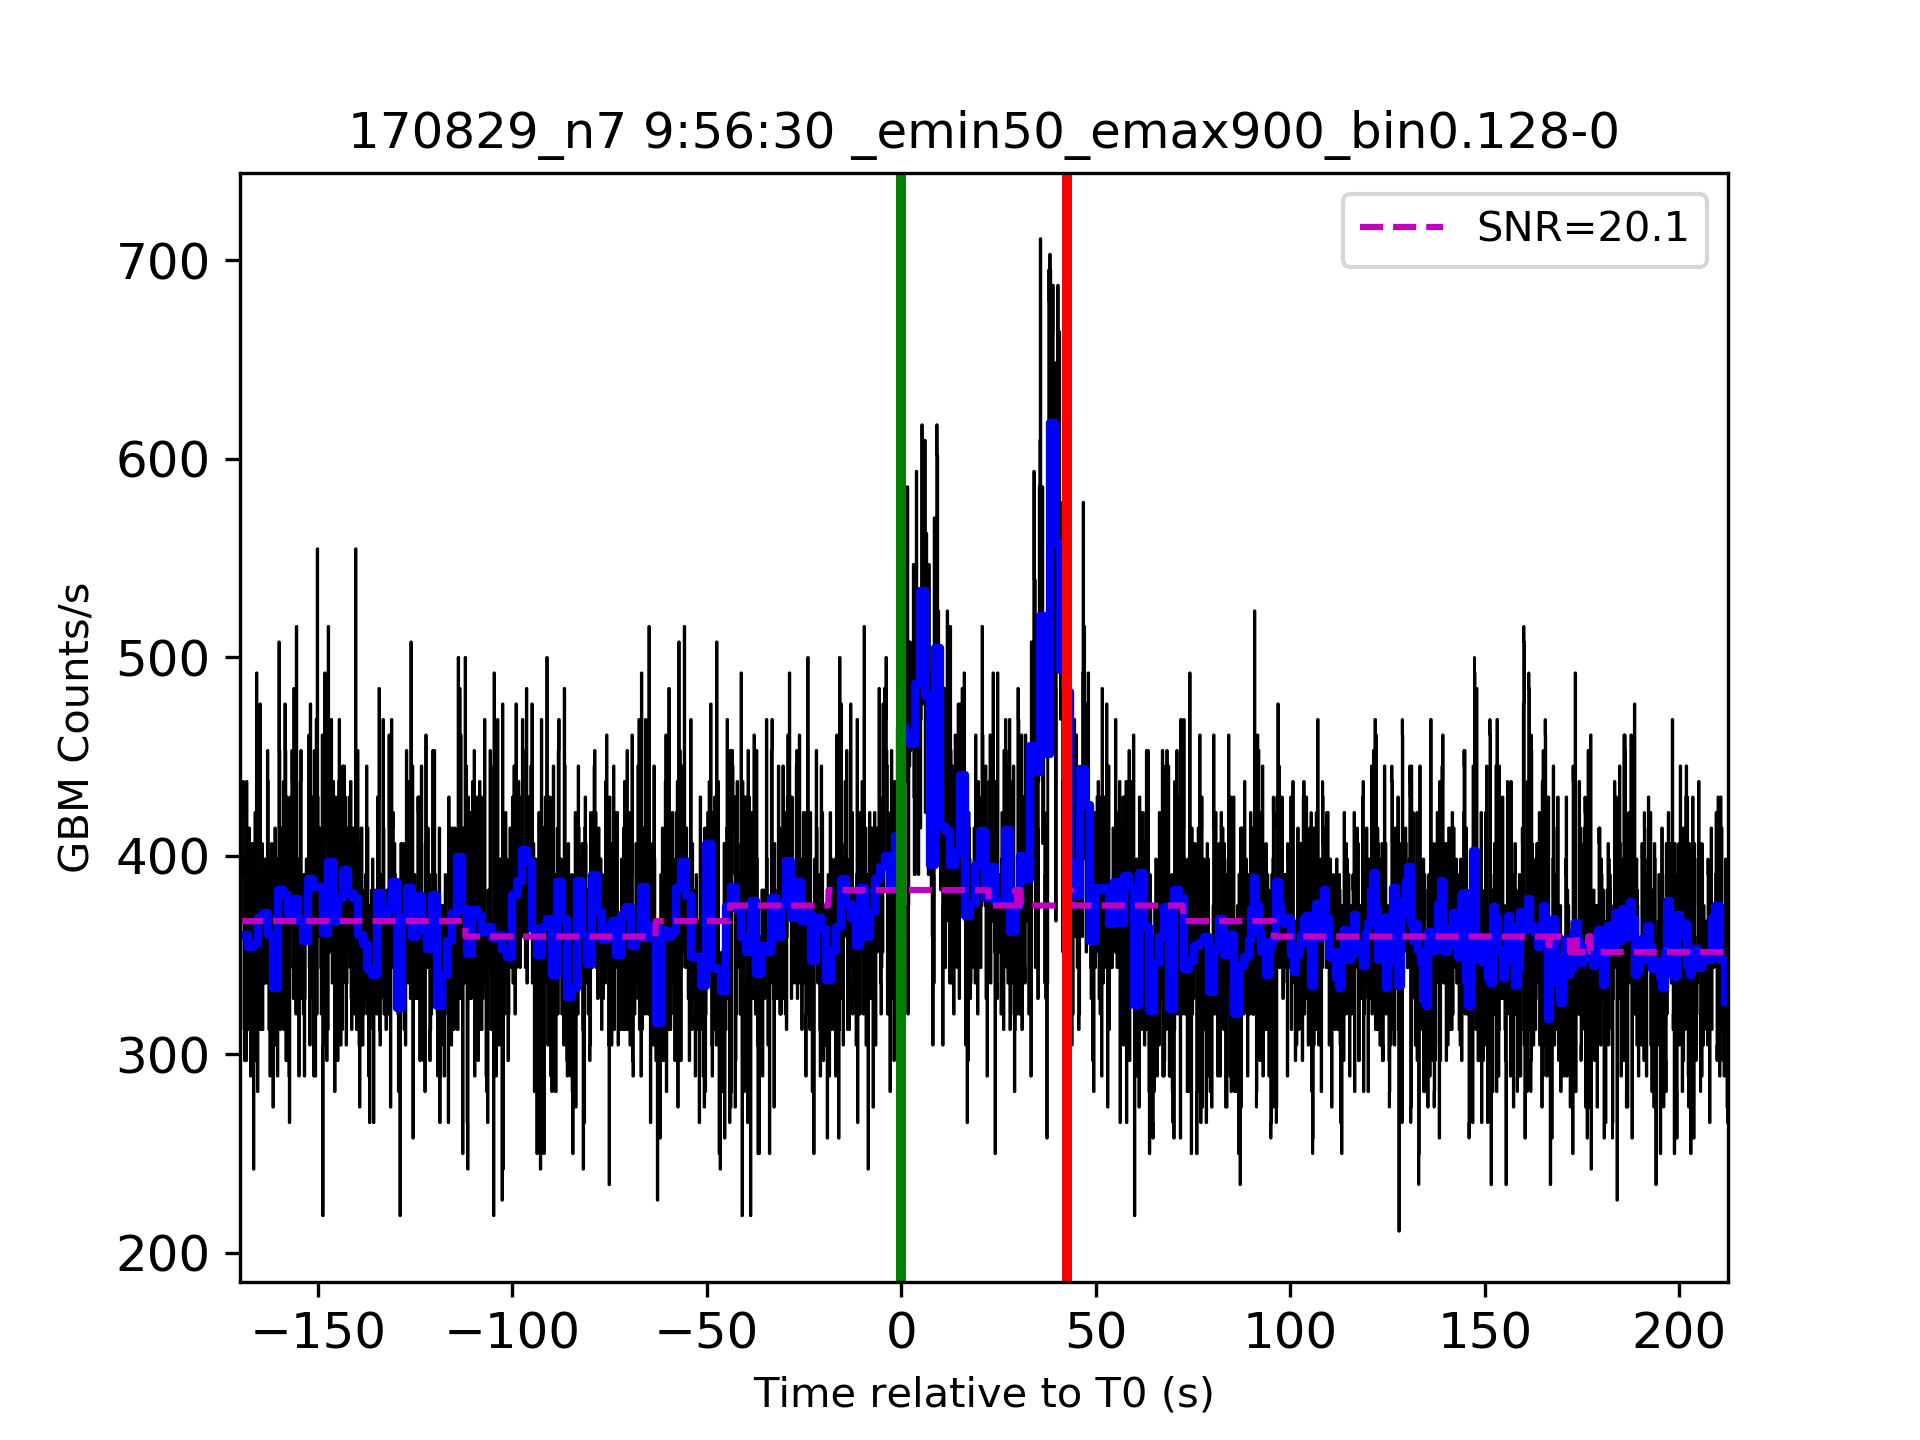 170829_n7 9:56:30 _emin50_emax900_bin0.128-0
SNR=20.1
GBM Counts/s
700
600
500
400
300
200
−150 −100 −50 0 50 100 150 200
Time relative to T0 (s)